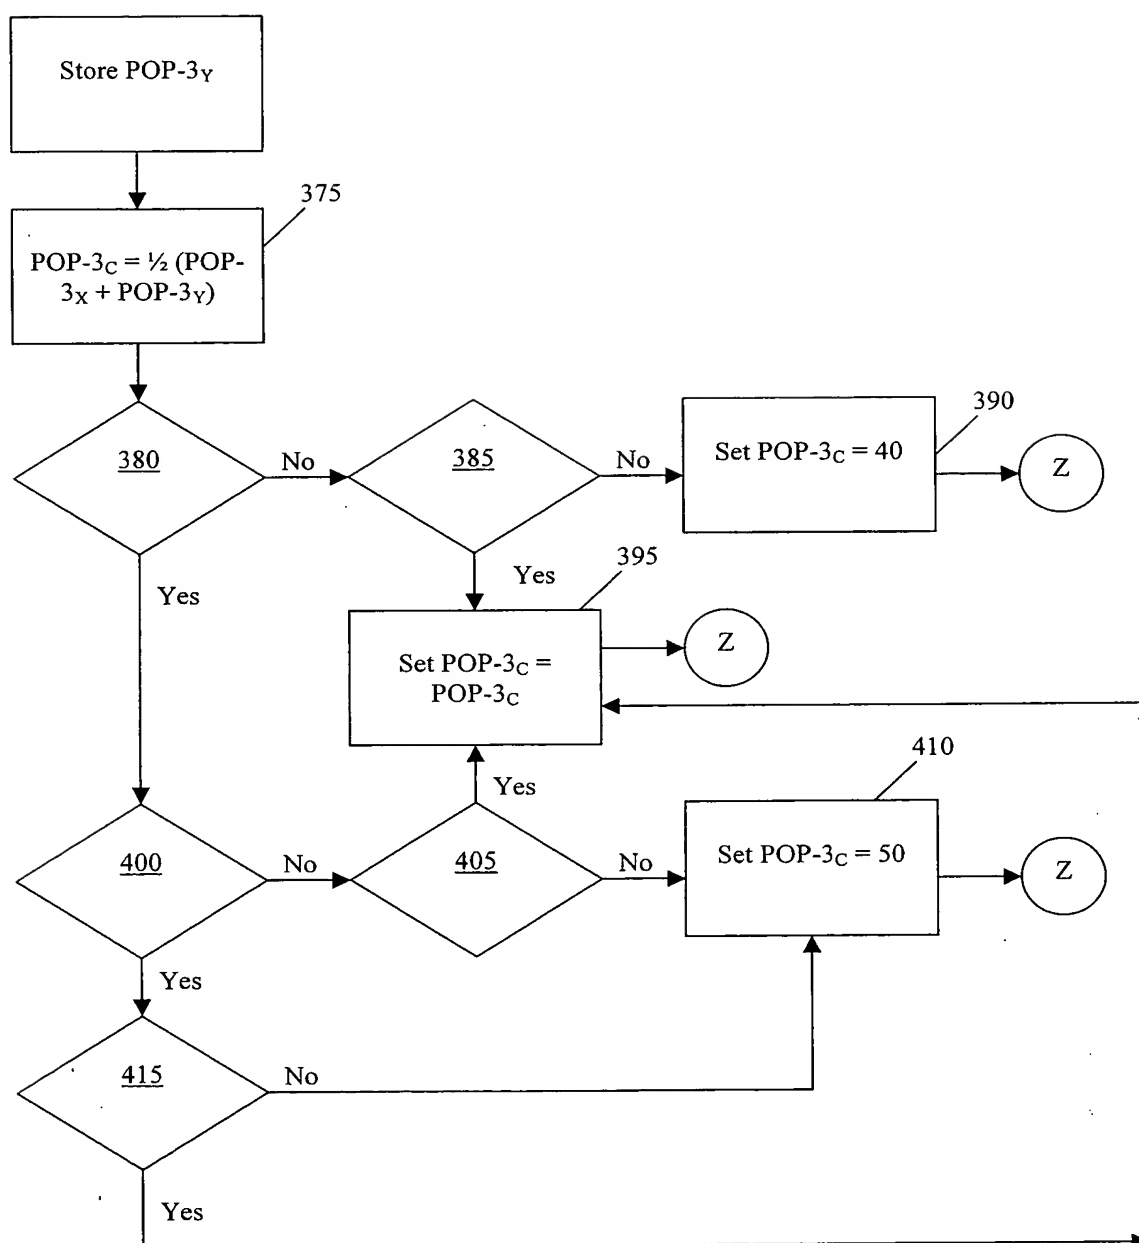 Store POP-3Y
375
POP-3C = ½ (POP-
3X + POP-3Y)
380
No
385
No
Set POP-3C = 40
390
Z
Yes
Yes
395
Set POP-3C =
POP-3C
Z
410
Yes
400
No
405
No
Set POP-3C = 50
Z
Yes
415
No
Yes